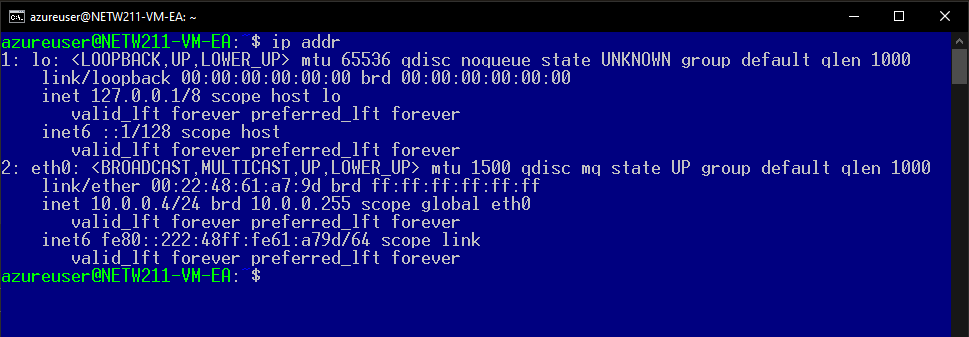 azureuser@NETW211-VM-EA: ~
azureuser@NETW211-VM-EA: $ ip addr
1: lo: <LOOPBACK,UP,LOWER_UP> mtu 65536 qdisc noqueue state UNKNOWN group default qlen 1000
    link/loopback 00:00:00:00:00:00 brd 00:00:00:00:00:00
    inet 127.0.0.1/8 scope host lo
       valid_lft forever preferred_lft forever
    inet6 ::1/128 scope host
       valid_lft forever preferred_lft forever
2: eth0: <BROADCAST,MULTICAST,UP,LOWER_UP> mtu 1500 qdisc mq state UP group default qlen 1000
    link/ether 00:22:48:61:a7:9d brd ff:ff:ff:ff:ff:ff
    inet 10.0.0.4/24 brd 10.0.0.255 scope global eth0
       valid_lft forever preferred_lft forever
    inet6 fe80::222:48ff:fe61:a79d/64 scope link
       valid_lft forever preferred_lft forever
azureuser@NETW211-VM-EA: $